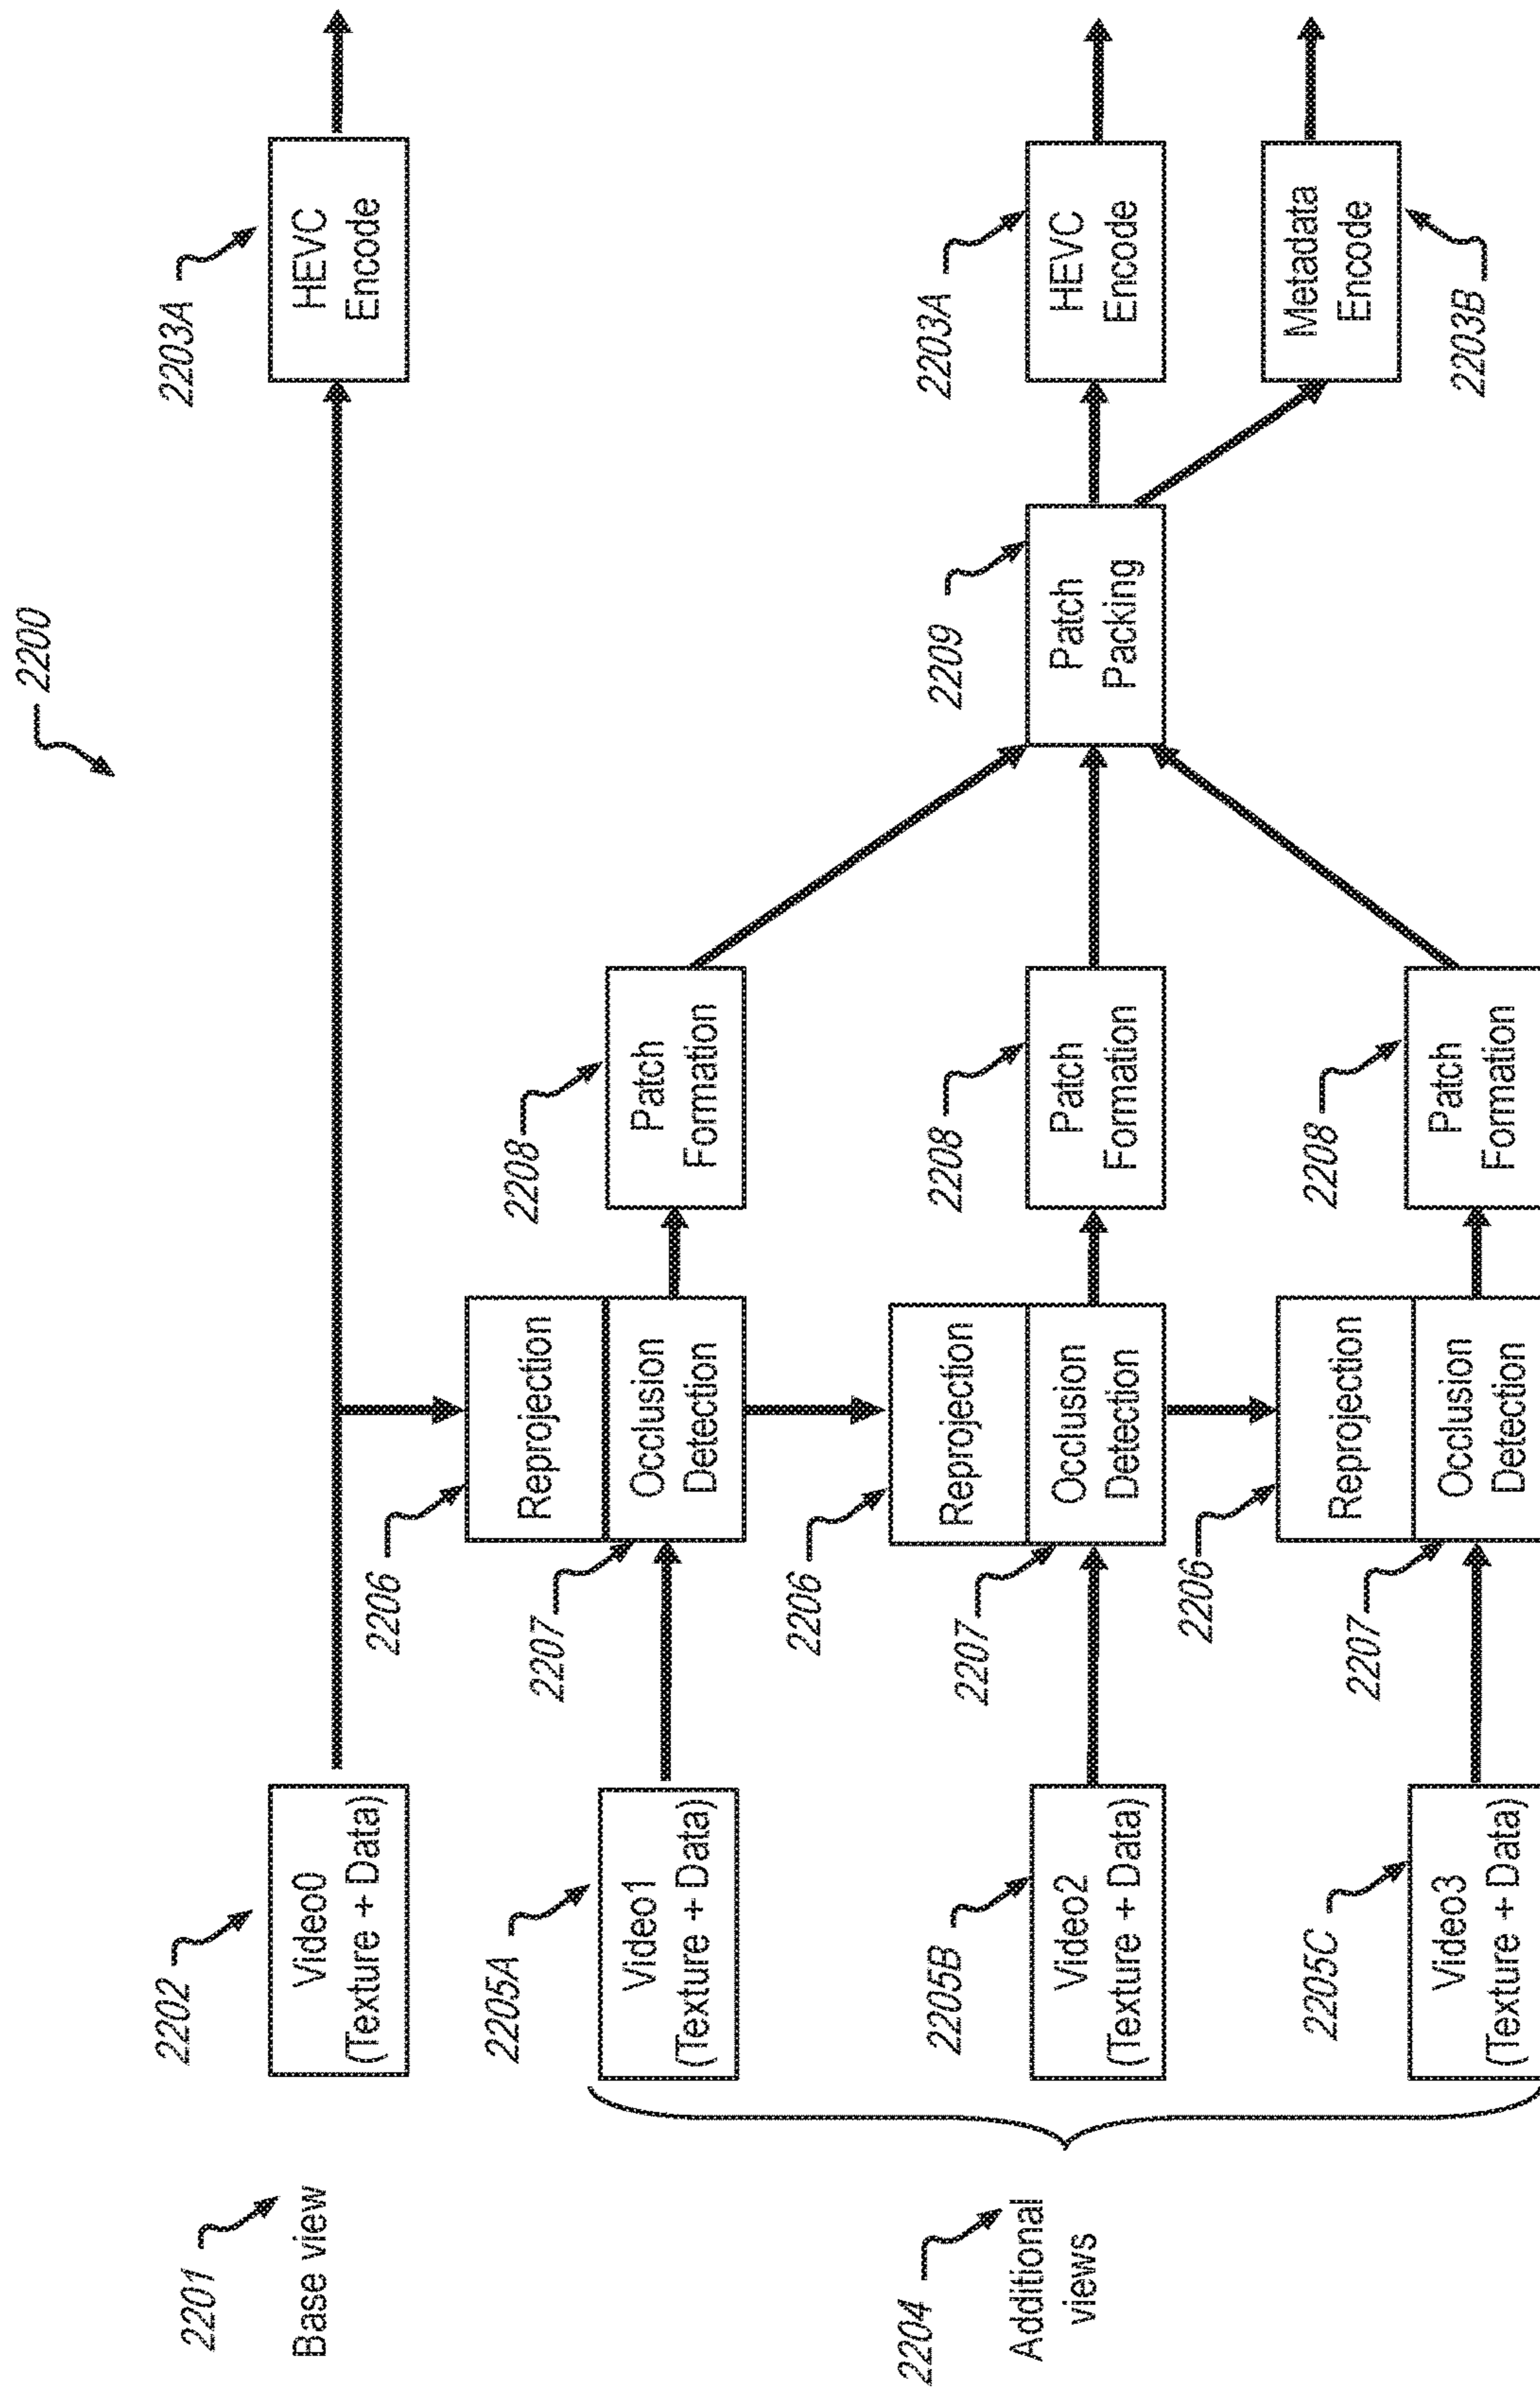 2200
2201
Base view
2202
Video0
(Texture + Data)
2203A
HEVC
Encode
2204
Additional
views
2205A
Video1
(Texture + Data)
2206
Reprojection
2207
Occlusion
Detection
2208
Patch
Formation
2205B
Video2
(Texture + Data)
2206
Reprojection
2207
Occlusion
Detection
2208
Patch
Formation
2209
Patch
Packing
2203A
HEVC
Encode
Metadata
Encode
2203B
2205C
Video3
(Texture + Data)
2206
Reprojection
2207
Occlusion
Detection
2208
Patch
Formation